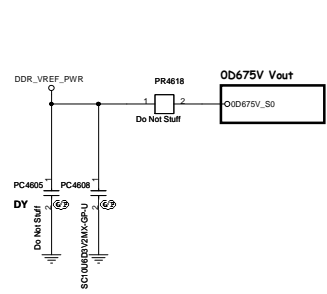 0D675V Vout
DDR_VREF_PWR
PR4618
1 2
0D675V_S0
Do Not Stuff
1 1
PC4605 PC4608
DY
2 2
Do Not Stuff
SC10U6D3V2MX-GP-U